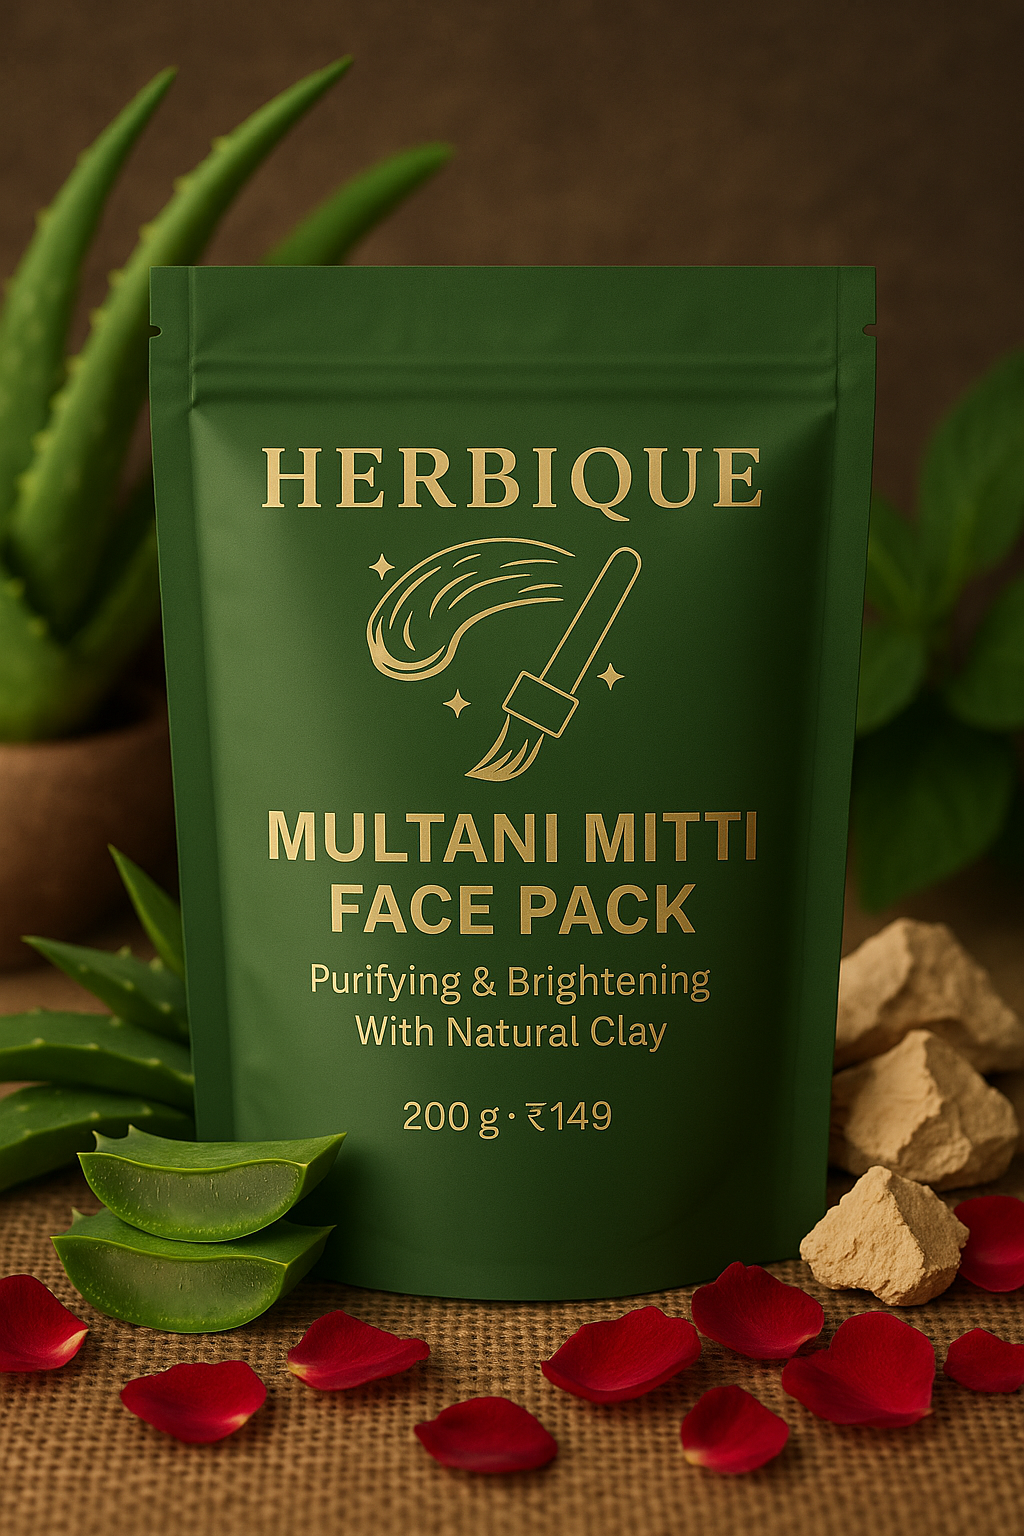 HERBIQUE
MULTANI MITTI
FACE PACK
Purifying & Brightening
With Natural Clay
200 g · ₹149